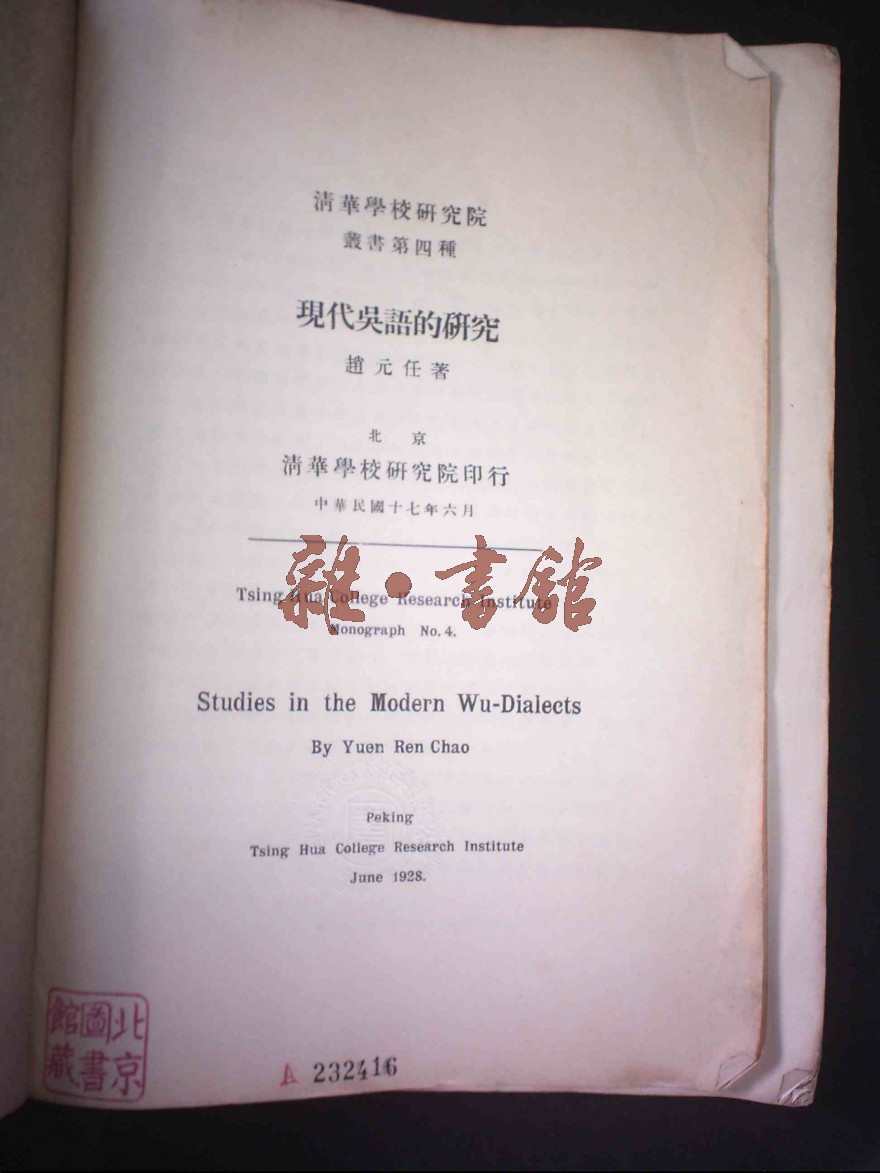 清華學校研究院
叢書第四種
現代吳語的研究
趙元任著
北京
清華學校研究院印行
中華民國十七年六月
雜·書館
Tsing Hua College Research Institute
Monograph No. 4.
Studies in the Modern Wu-Dialects
By Yuen Ren Chao
Peking
Tsing Hua College Research Institute
June 1928.
北京
圖書
館藏
A 232416